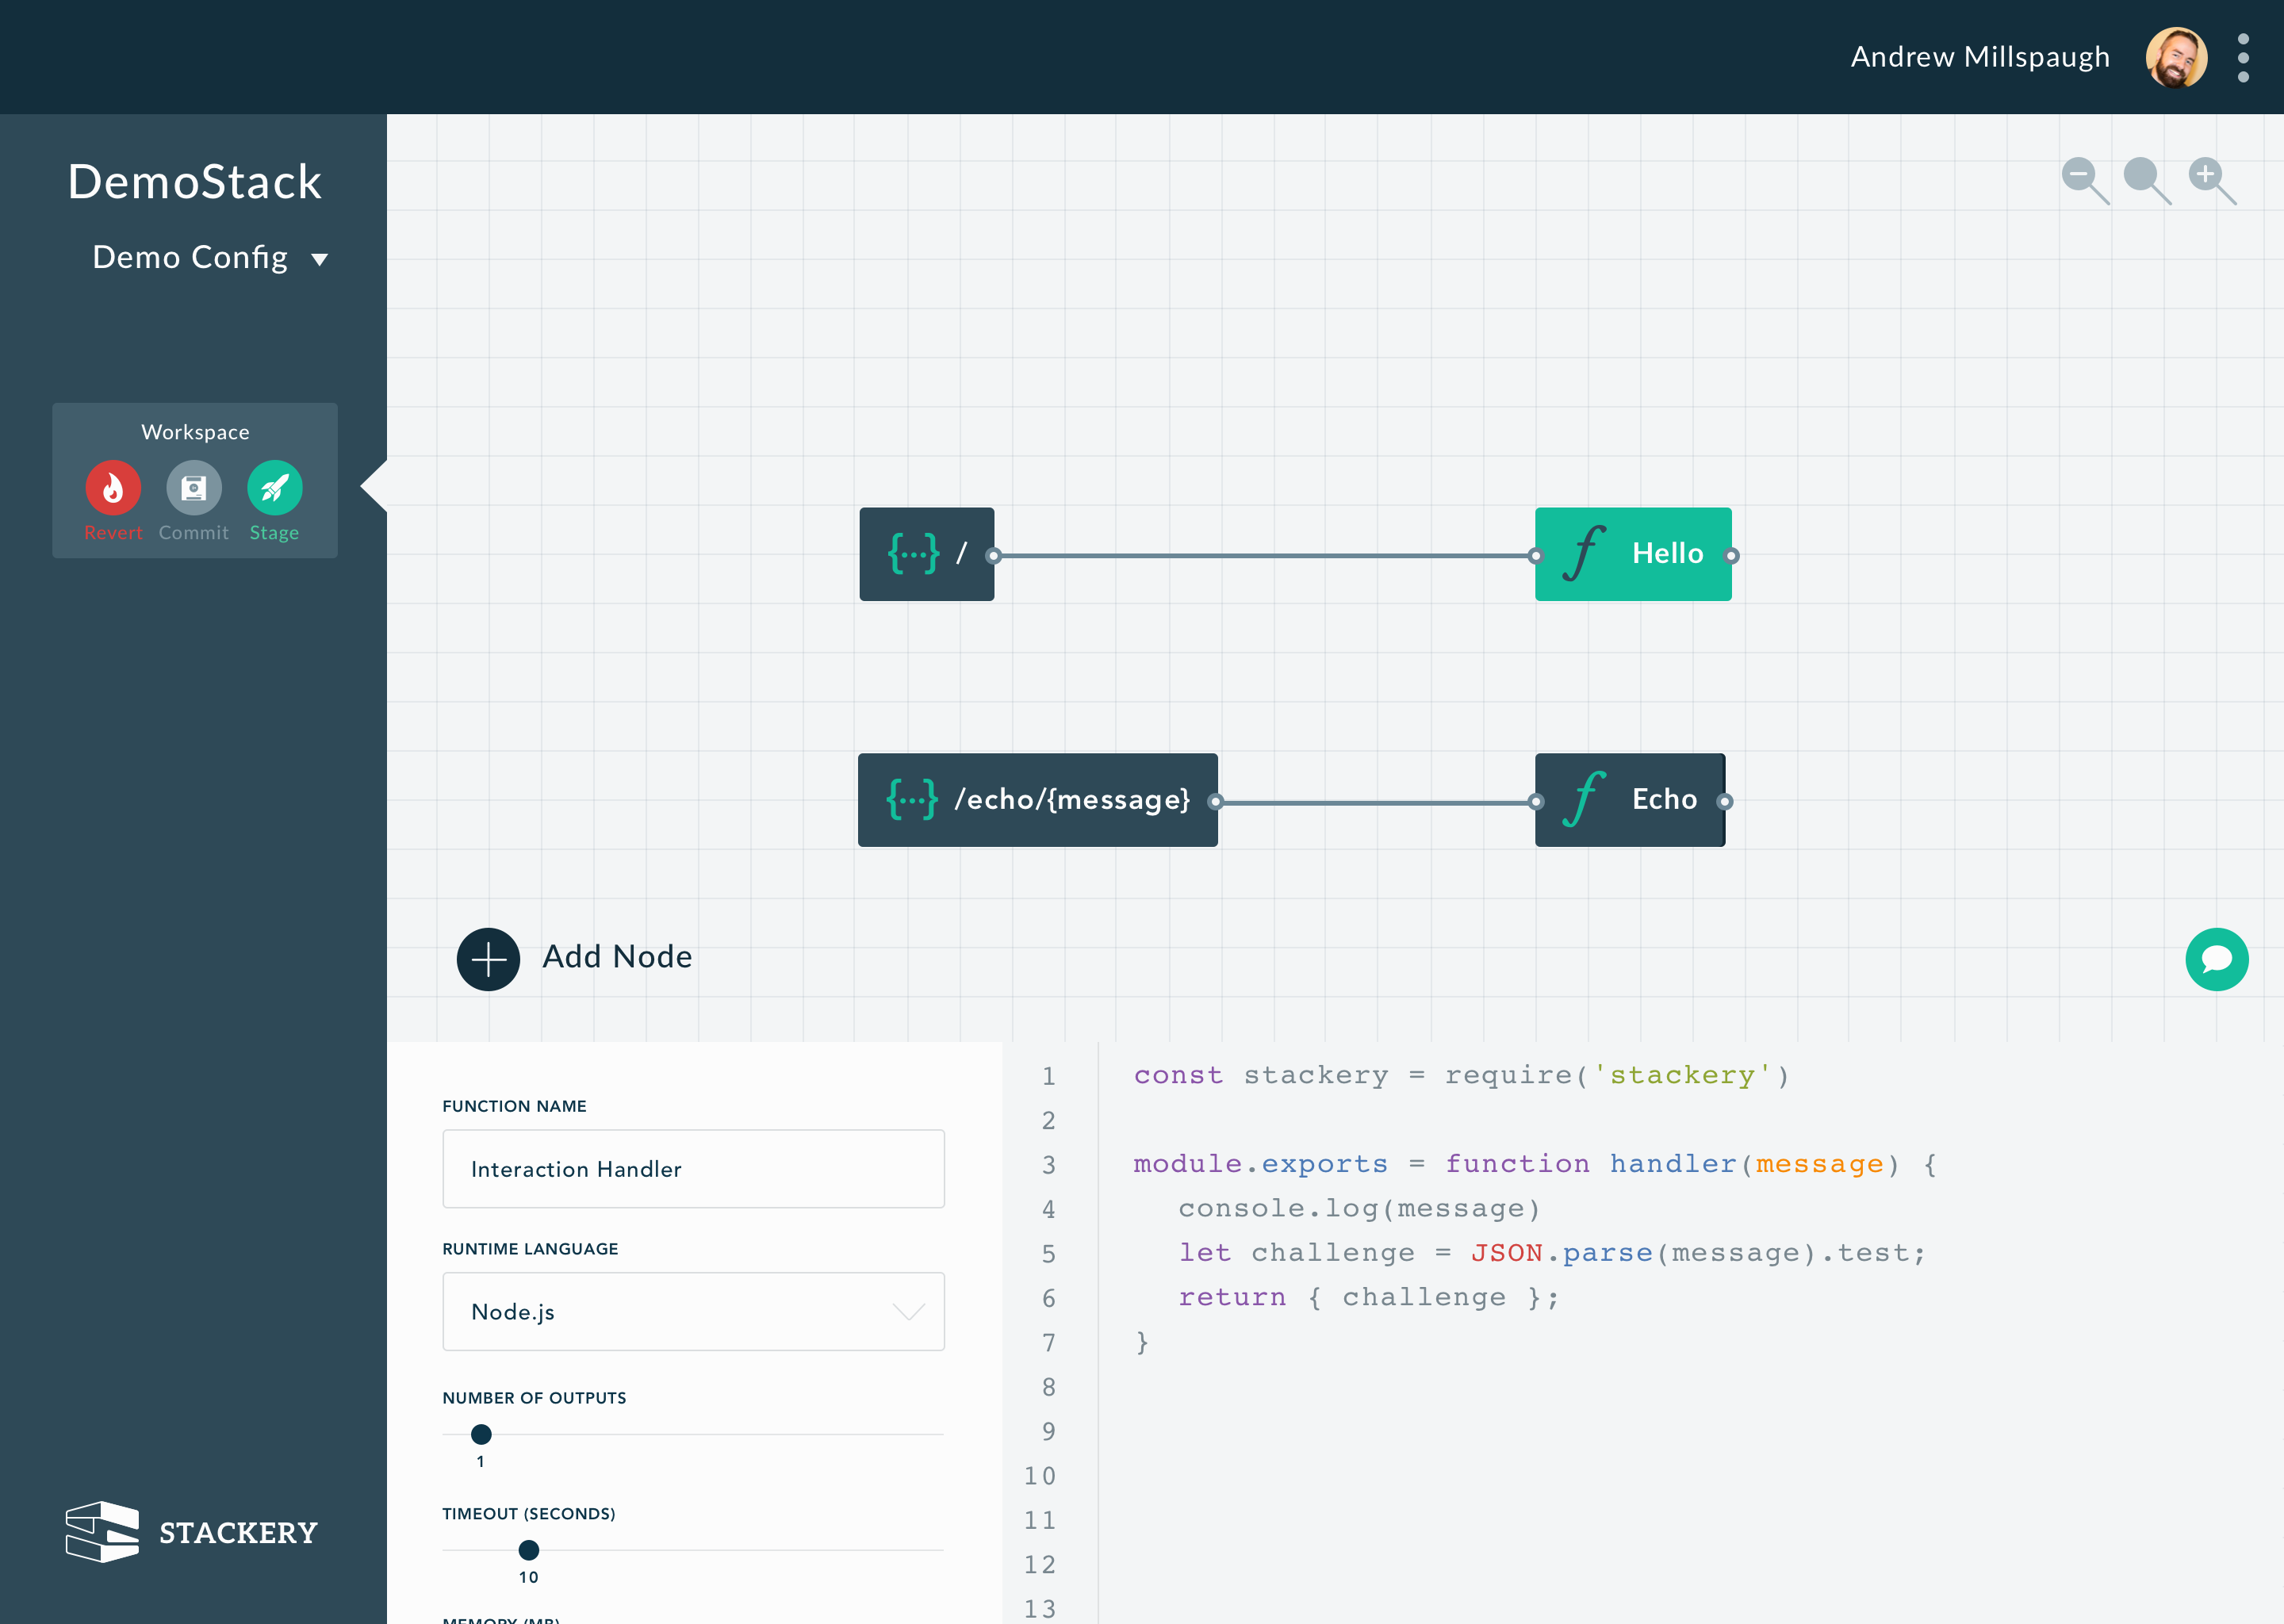 Andrew Millspaugh
DemoStack
Demo Config
Workspace
Revert Commit Stage
/
Hello
/echo/{message}
Echo
Add Node
FUNCTION NAME
Interaction Handler
RUNTIME LANGUAGE
Node.js
NUMBER OF OUTPUTS
1
TIMEOUT (SECONDS)
10
MEMORY (MB)
1 const stackery = require('stackery')
2
3 module.exports = function handler(message) {
4 console.log(message)
5 let challenge = JSON.parse(message).test;
6 return { challenge };
7 }
8
9
10
11
12
13
STACKERY